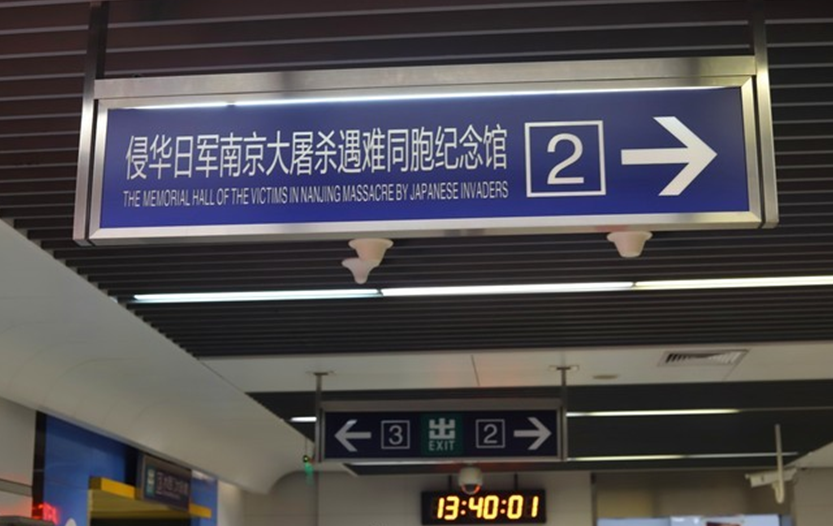 侵华日军南京大屠杀遇难同胞纪念馆 2 →
THE MEMORIAL HALL OF THE VICTIMS IN NANJING MASSACRE BY JAPANESE INVADERS
← 3 出 2 →
EXIT
13:40:01